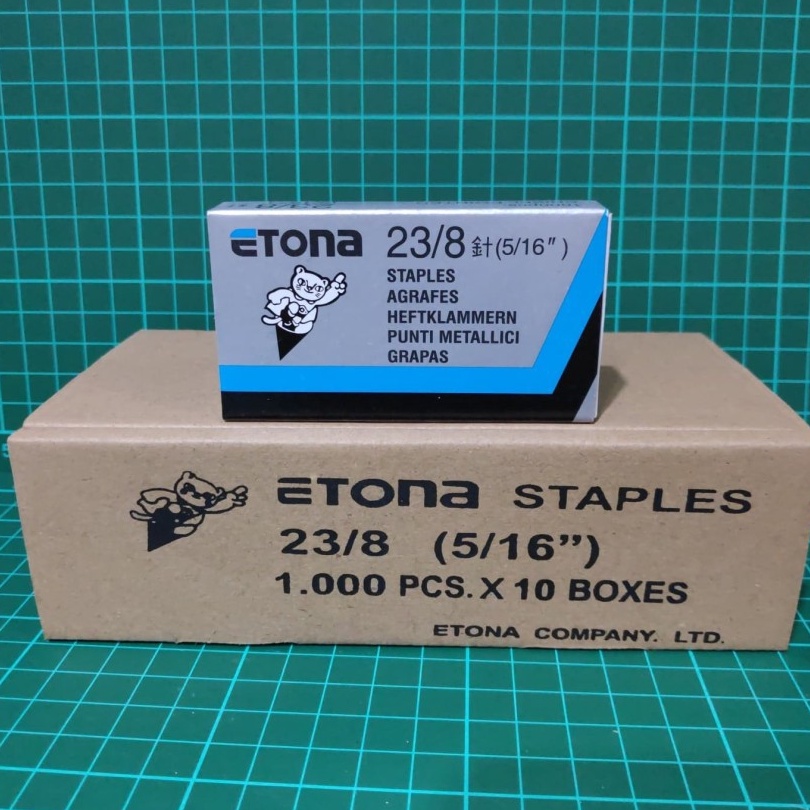 ETONA 23/8 針(5/16")
STAPLES
AGRAFES
HEFTKLAMMERN
PUNTI METALLICI
GRAPAS
ETONA STAPLES
23/8 (5/16")
1.000 PCS. X 10 BOXES
ETONA COMPANY. LTD.